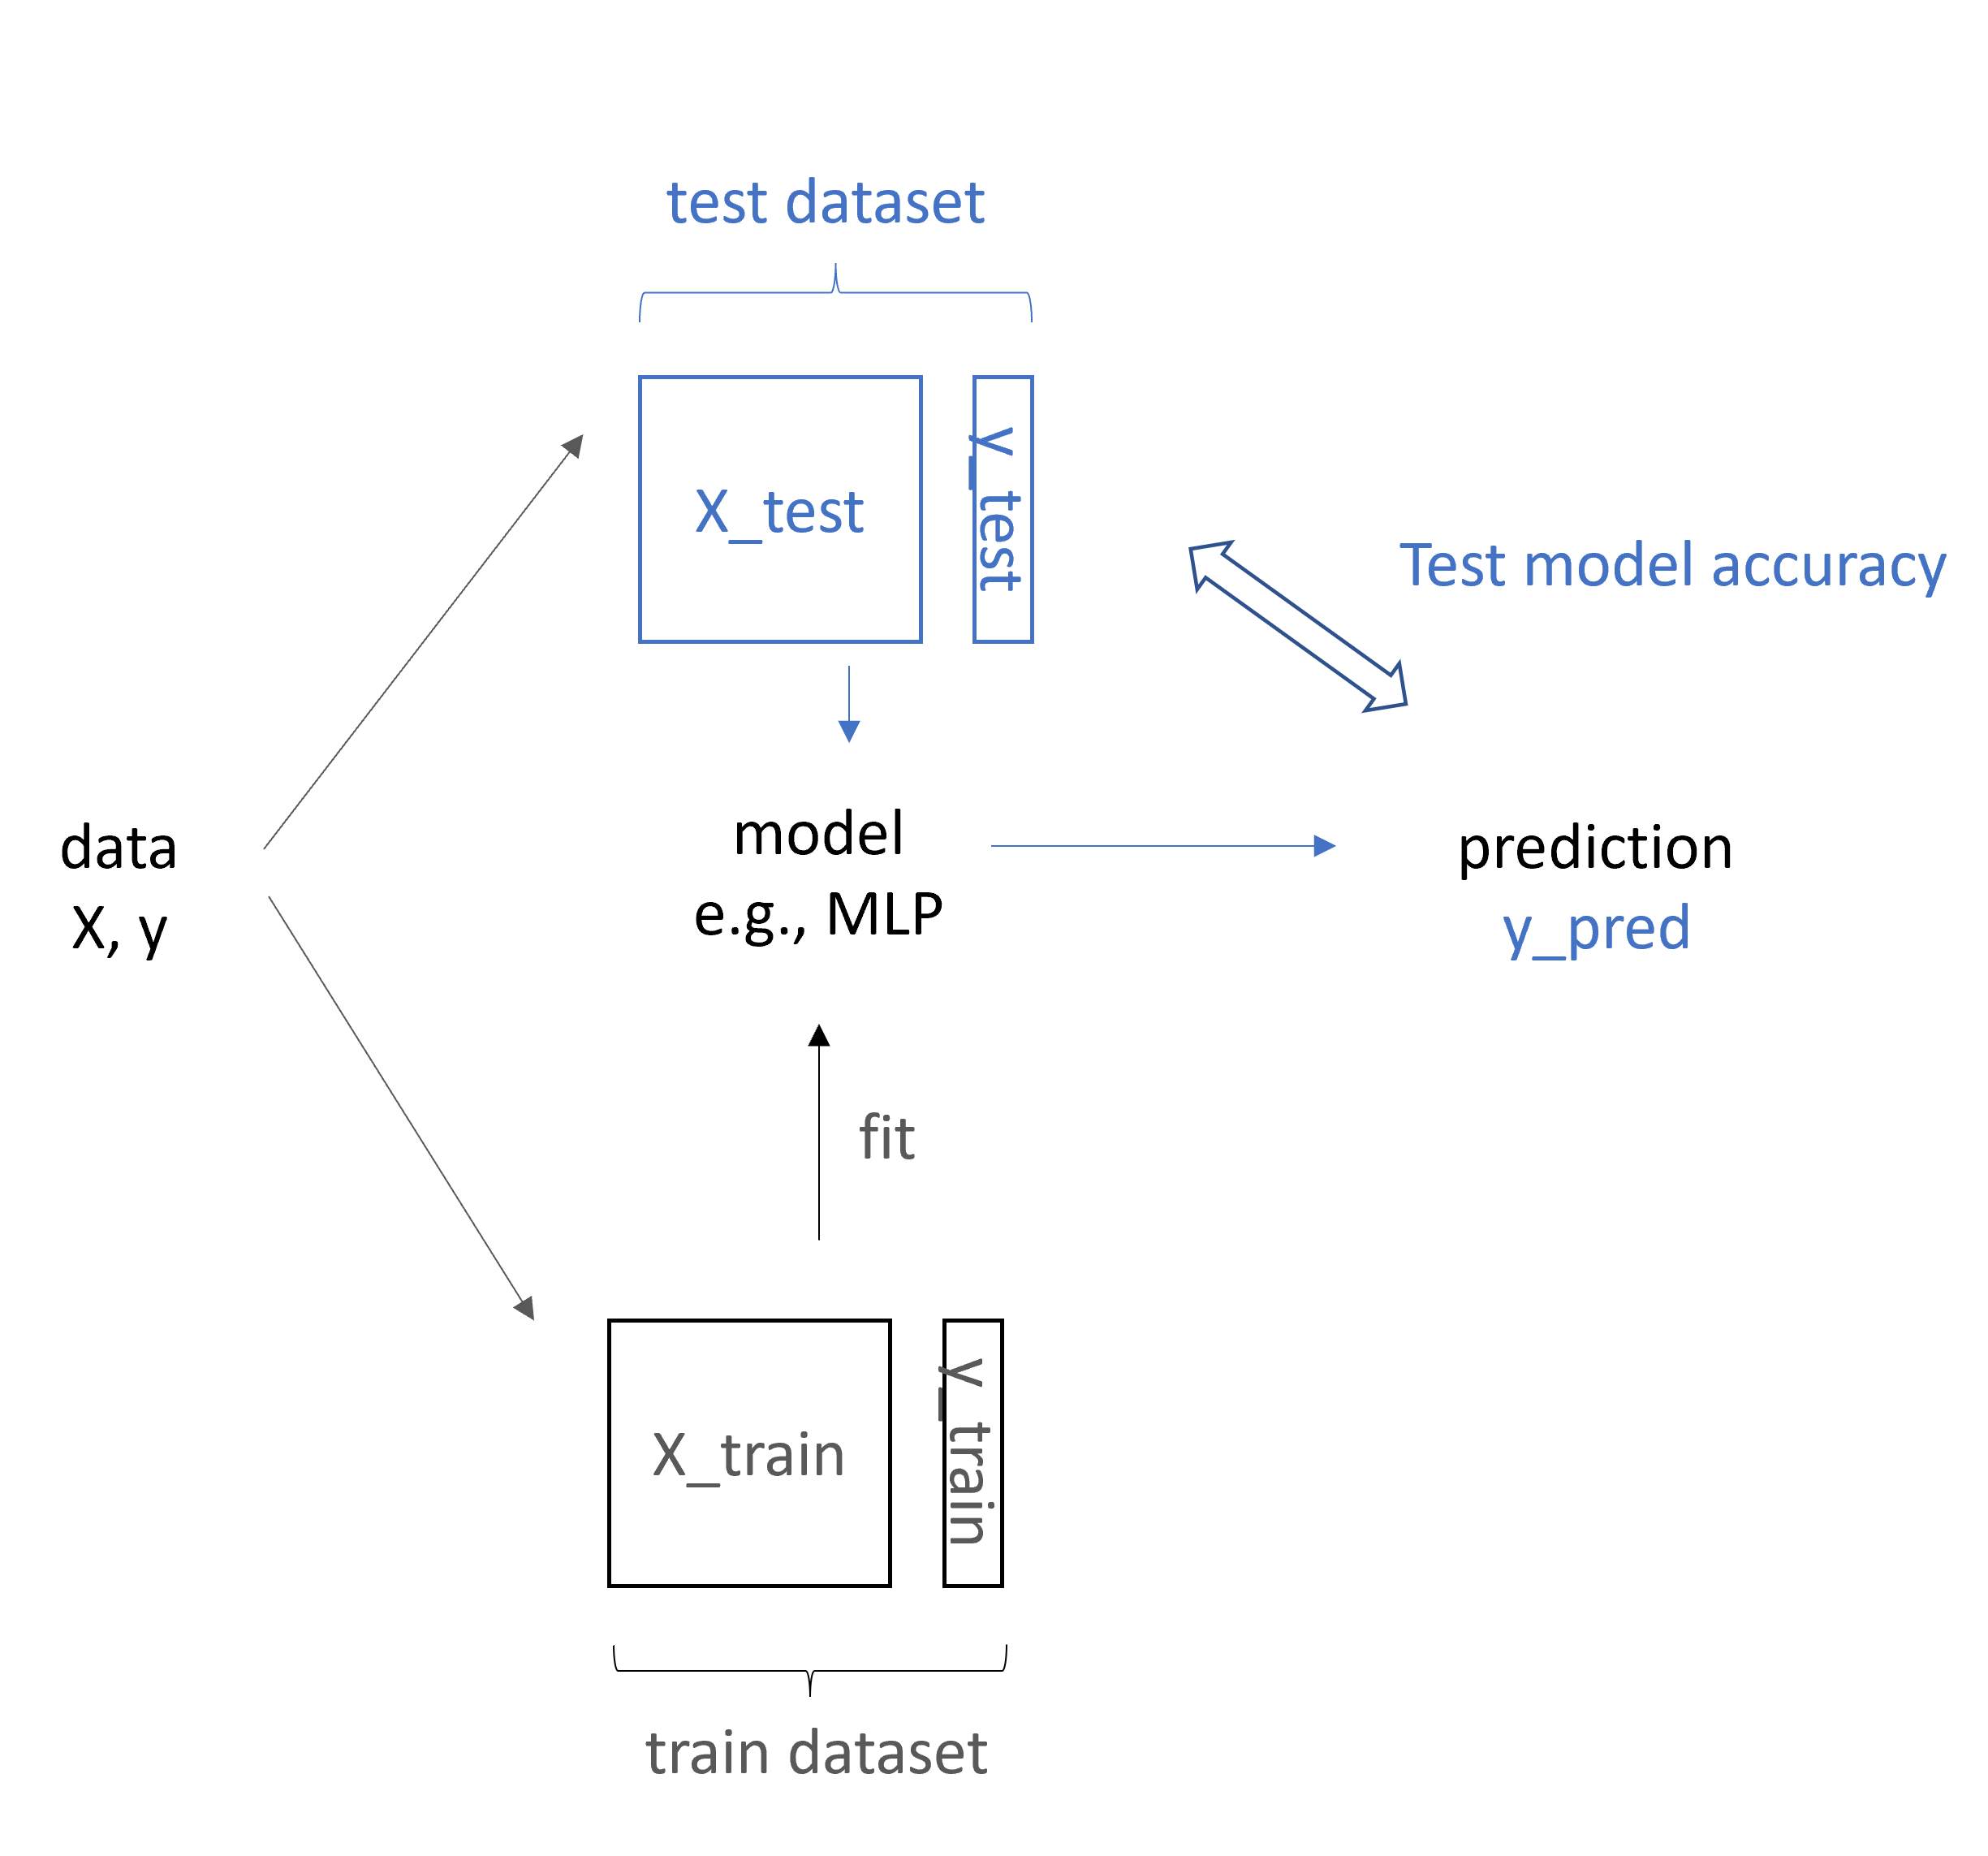 test dataset
X_test
y_test
Test model accuracy
data
X, y
model
e.g., MLP
prediction
y_pred
fit
X_train
y_train
train dataset